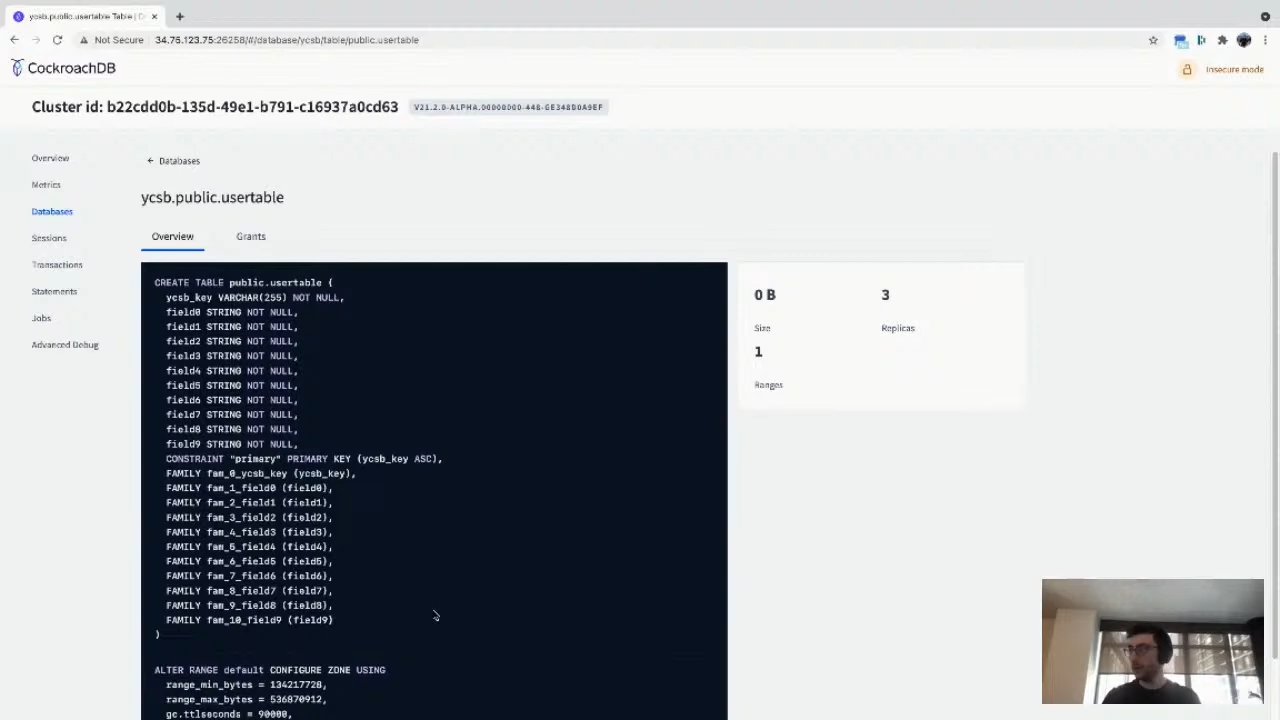 ycsb.public.usertable Table | C
Not Secure 34.75.123.75:26258/#/database/ycsb/table/public.usertable
CockroachDB
Insecure mode
Cluster id: b22cdd0b-135d-49e1-b791-c16937a0cd63
Overview
Metrics
Databases
Sessions
Transactions
Statements
Jobs
Advanced Debug
← Databases
ycsb.public.usertable
Overview Grants
CREATE TABLE public.usertable (
ycsb_key VARCHAR(255) NOT NULL,
field0 STRING NOT NULL,
field1 STRING NOT NULL,
field2 STRING NOT NULL,
field3 STRING NOT NULL,
field4 STRING NOT NULL,
field5 STRING NOT NULL,
field6 STRING NOT NULL,
field7 STRING NOT NULL,
field8 STRING NOT NULL,
field9 STRING NOT NULL,
CONSTRAINT "primary" PRIMARY KEY (ycsb_key ASC),
FAMILY fam_0_ycsb_key (ycsb_key),
FAMILY fam_1_field0 (field0),
FAMILY fam_2_field1 (field1),
FAMILY fam_3_field2 (field2),
FAMILY fam_4_field3 (field3),
FAMILY fam_5_field4 (field4),
FAMILY fam_6_field5 (field5),
FAMILY fam_7_field6 (field6),
FAMILY fam_8_field7 (field7),
FAMILY fam_9_field8 (field8),
FAMILY fam_10_field9 (field9)
)
ALTER RANGE default CONFIGURE ZONE USING
range_min_bytes = 134217728,
range_max_bytes = 536870912,
gc.ttlseconds = 90000,
0 B
Size
3
Replicas
1
Ranges